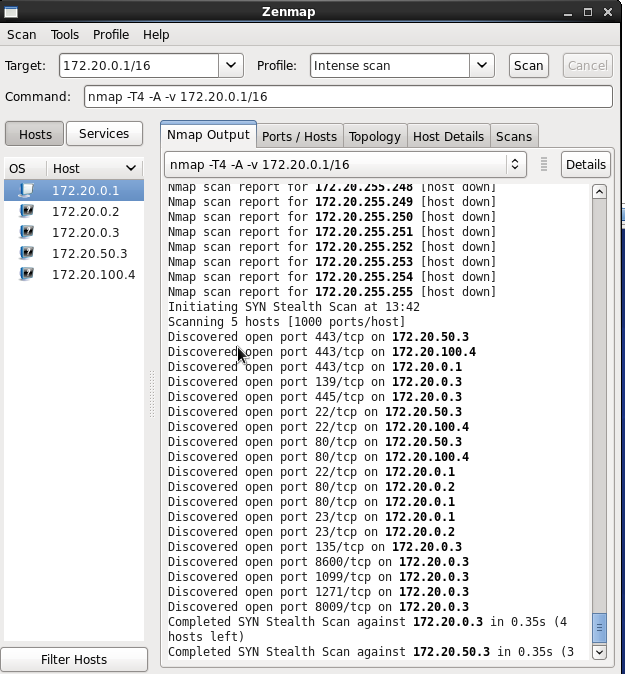 Zenmap
Scan Tools Profile Help
Target: 172.20.0.1/16 Profile: Intense scan Scan Cancel
Command: nmap -T4 -A -v 172.20.0.1/16
Hosts Services
OS Host
172.20.0.1
172.20.0.2
172.20.0.3
172.20.50.3
172.20.100.4
Filter Hosts
Nmap Output Ports / Hosts Topology Host Details Scans
nmap -T4 -A -v 172.20.0.1/16 Details
Nmap scan report for 172.20.255.248 [host down]
Nmap scan report for 172.20.255.249 [host down]
Nmap scan report for 172.20.255.250 [host down]
Nmap scan report for 172.20.255.251 [host down]
Nmap scan report for 172.20.255.252 [host down]
Nmap scan report for 172.20.255.253 [host down]
Nmap scan report for 172.20.255.254 [host down]
Nmap scan report for 172.20.255.255 [host down]
Initiating SYN Stealth Scan at 13:42
Scanning 5 hosts [1000 ports/host]
Discovered open port 443/tcp on 172.20.50.3
Discovered open port 443/tcp on 172.20.100.4
Discovered open port 443/tcp on 172.20.0.1
Discovered open port 139/tcp on 172.20.0.3
Discovered open port 445/tcp on 172.20.0.3
Discovered open port 22/tcp on 172.20.50.3
Discovered open port 22/tcp on 172.20.100.4
Discovered open port 80/tcp on 172.20.50.3
Discovered open port 80/tcp on 172.20.100.4
Discovered open port 22/tcp on 172.20.0.1
Discovered open port 80/tcp on 172.20.0.2
Discovered open port 80/tcp on 172.20.0.1
Discovered open port 23/tcp on 172.20.0.1
Discovered open port 23/tcp on 172.20.0.2
Discovered open port 135/tcp on 172.20.0.3
Discovered open port 8600/tcp on 172.20.0.3
Discovered open port 1099/tcp on 172.20.0.3
Discovered open port 1271/tcp on 172.20.0.3
Discovered open port 8009/tcp on 172.20.0.3
Completed SYN Stealth Scan against 172.20.0.3 in 0.35s (4
hosts left)
Completed SYN Stealth Scan against 172.20.50.3 in 0.35s (3